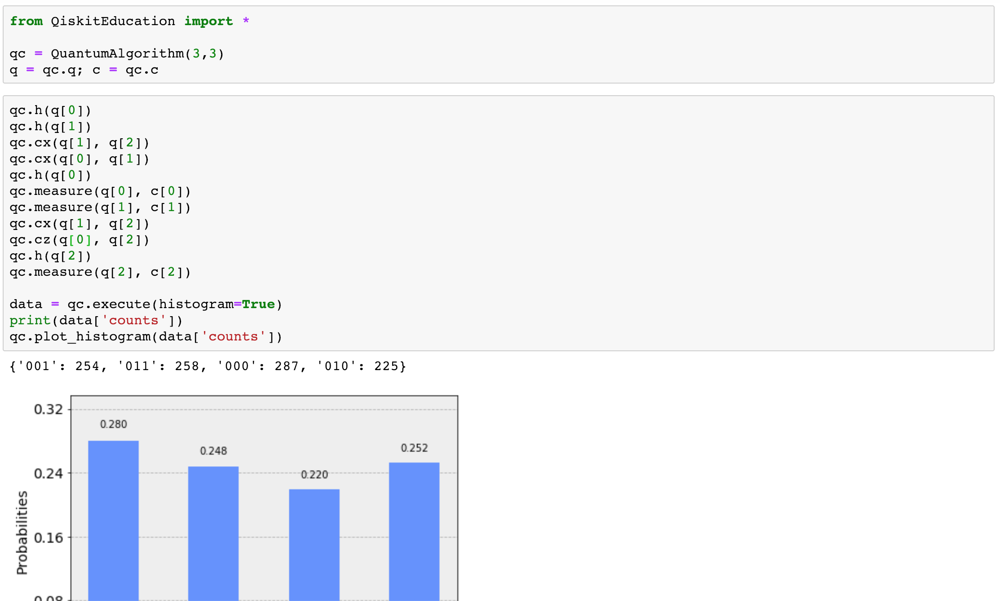 from QiskitEducation import *
qc = QuantumAlgorithm(3,3)
q = qc.q; c = qc.c
qc.h(q[0])
qc.h(q[1])
qc.cx(q[1], q[2])
qc.cx(q[0], q[1])
qc.h(q[0])
qc.measure(q[0], c[0])
qc.measure(q[1], c[1])
qc.cx(q[1], q[2])
qc.cz(q[0], q[2])
qc.h(q[2])
qc.measure(q[2], c[2])
data = qc.execute(histogram=True)
print(data['counts'])
qc.plot_histogram(data['counts'])
{'001': 254, '011': 258, '000': 287, '010': 225}
0.32
0.280
0.248
0.252
0.24
0.220
Probabilities
0.16
0.08